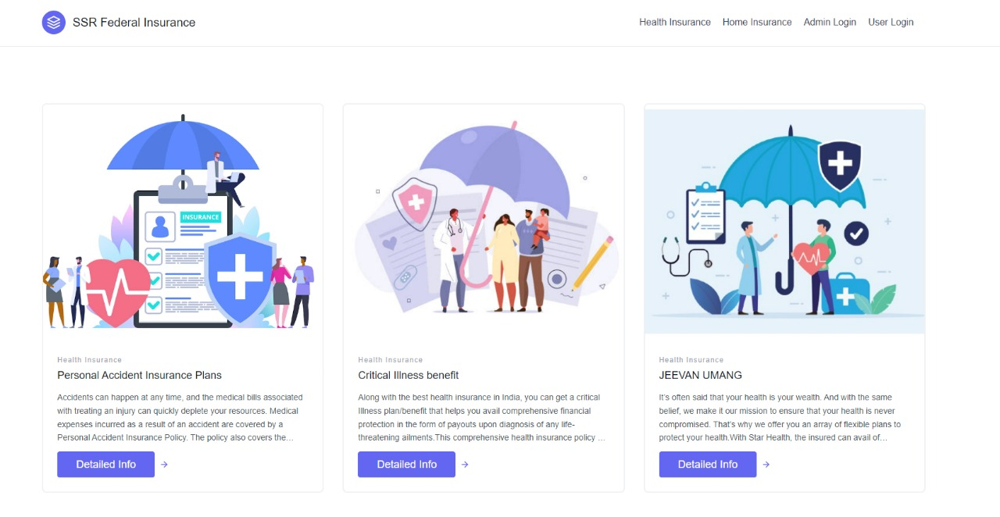 SSR Federal Insurance
Health Insurance Home Insurance Admin Login User Login
INSURANCE
Health Insurance
Personal Accident Insurance Plans
Accidents can happen at any time, and the medical bills associated
with treating an injury can quickly deplete your resources. Medical
expenses incurred as a result of an accident are covered by a
Personal Accident Insurance Policy. The policy also covers the…
Detailed Info
Health Insurance
Critical Illness benefit
Along with the best health insurance in India, you can get a critical
Illness plan/benefit that helps you avail comprehensive financial
protection in the form of payouts upon diagnosis of any life-
threatening ailments.This comprehensive health insurance policy …
Detailed Info
Health Insurance
JEEVAN UMANG
It’s often said that your health is your wealth. And with the same
belief, we make it our mission to ensure that your health is never
compromised. That’s why we offer you an array of flexible plans to
protect your health.With Star Health, the insured can avail of…
Detailed Info